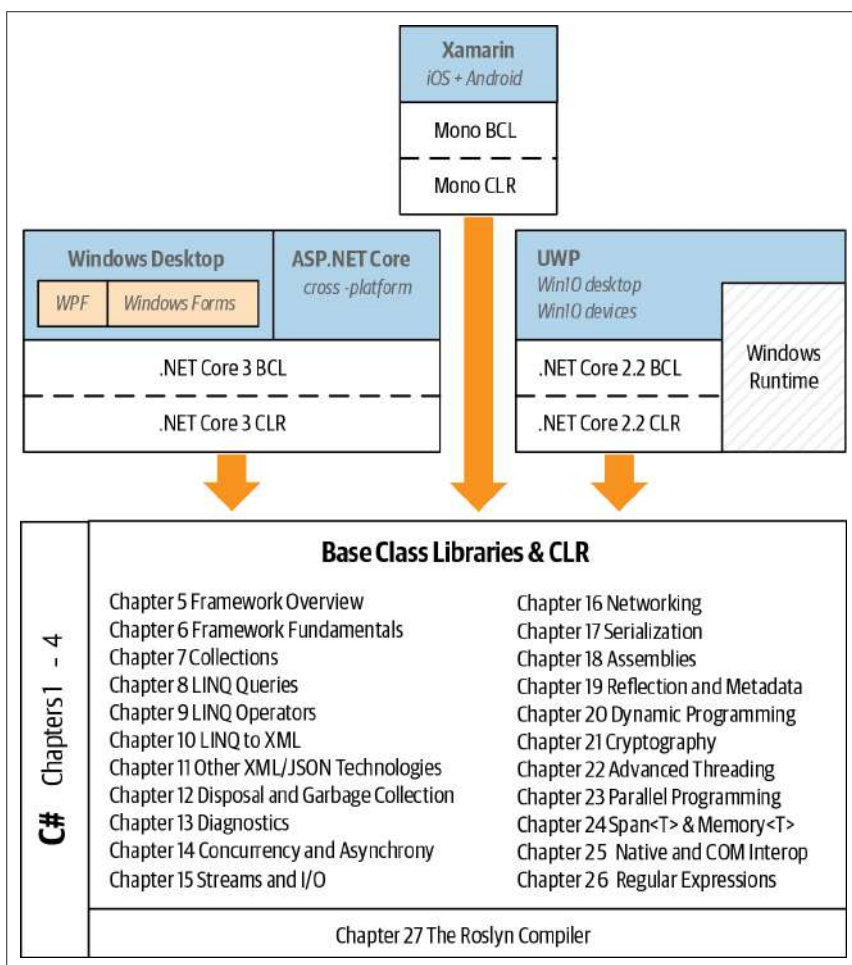 Xamarin
iOS + Android
Mono BCL
Mono CLR
Windows Desktop
WPF
Windows Forms
ASP.NET Core
cross -platform
.NET Core 3 BCL
.NET Core 3 CLR
UWP
Win10 desktop
Win10 devices
.NET Core 2.2 BCL
.NET Core 2.2 CLR
Windows
Runtime
C# Chapters 1 - 4
Base Class Libraries & CLR
Chapter 5 Framework Overview
Chapter 6 Framework Fundamentals
Chapter 7 Collections
Chapter 8 LINQ Queries
Chapter 9 LINQ Operators
Chapter 10 LINQ to XML
Chapter 11 Other XML/JSON Technologies
Chapter 12 Disposal and Garbage Collection
Chapter 13 Diagnostics
Chapter 14 Concurrency and Asynchrony
Chapter 15 Streams and I/O
Chapter 16 Networking
Chapter 17 Serialization
Chapter 18 Assemblies
Chapter 19 Reflection and Metadata
Chapter 20 Dynamic Programming
Chapter 21 Cryptography
Chapter 22 Advanced Threading
Chapter 23 Parallel Programming
Chapter 24 Span<T> & Memory<T>
Chapter 25 Native and COM Interop
Chapter 26 Regular Expressions
Chapter 27 The Roslyn Compiler